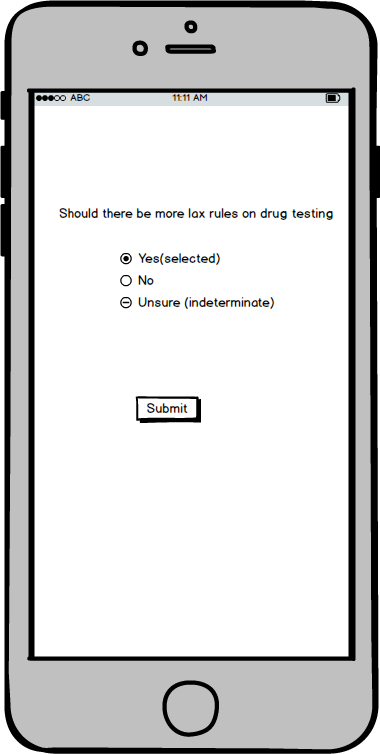 ABC 11:11 AM
Should there be more lax rules on drug testing
Yes(selected)
No
Unsure (indeterminate)
Submit